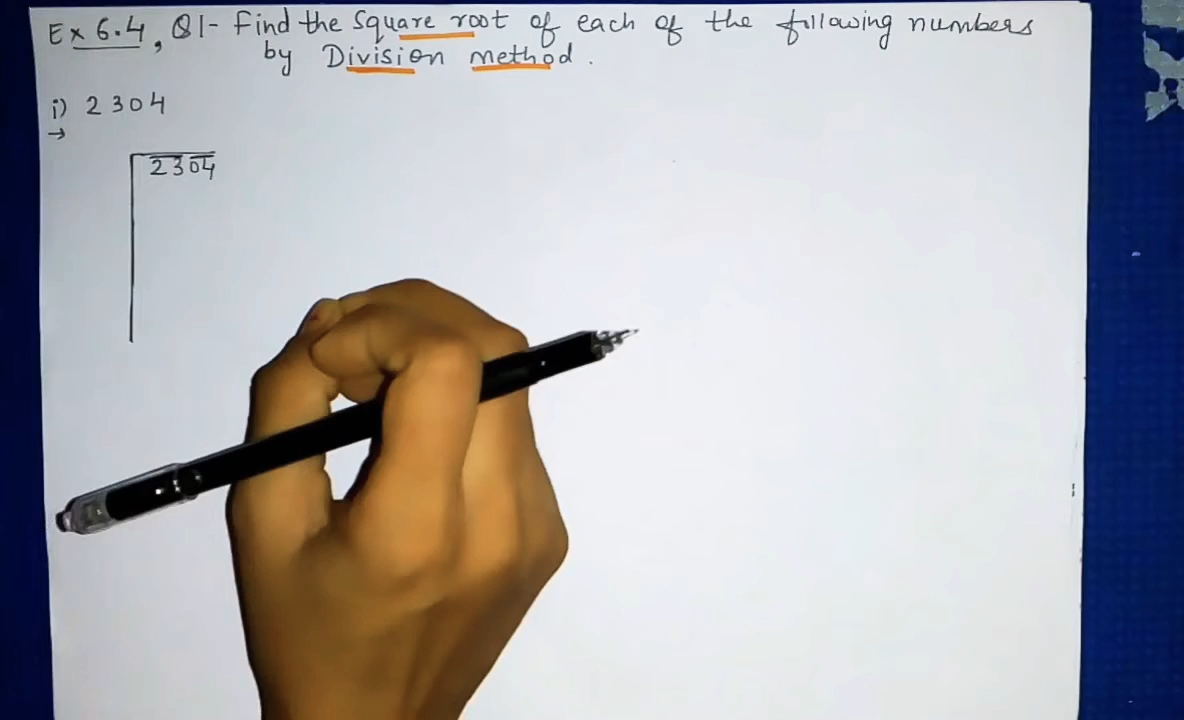 Ex 6.4, Q1- Find the Square root of each of the following numbers
by Division method.
i) 2304
→
2304